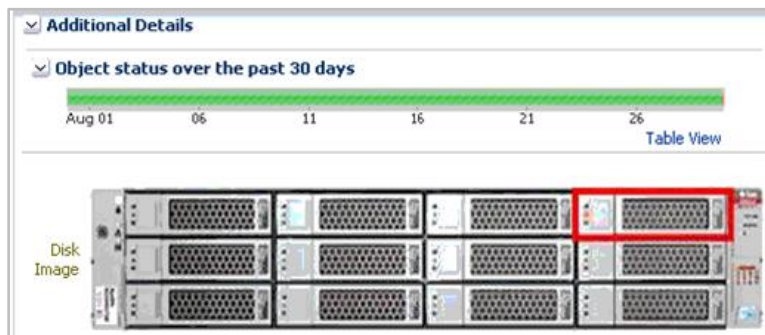 Additional Details
Object status over the past 30 days
Aug 01 06 11 16 21 26
Table View
Disk
Image